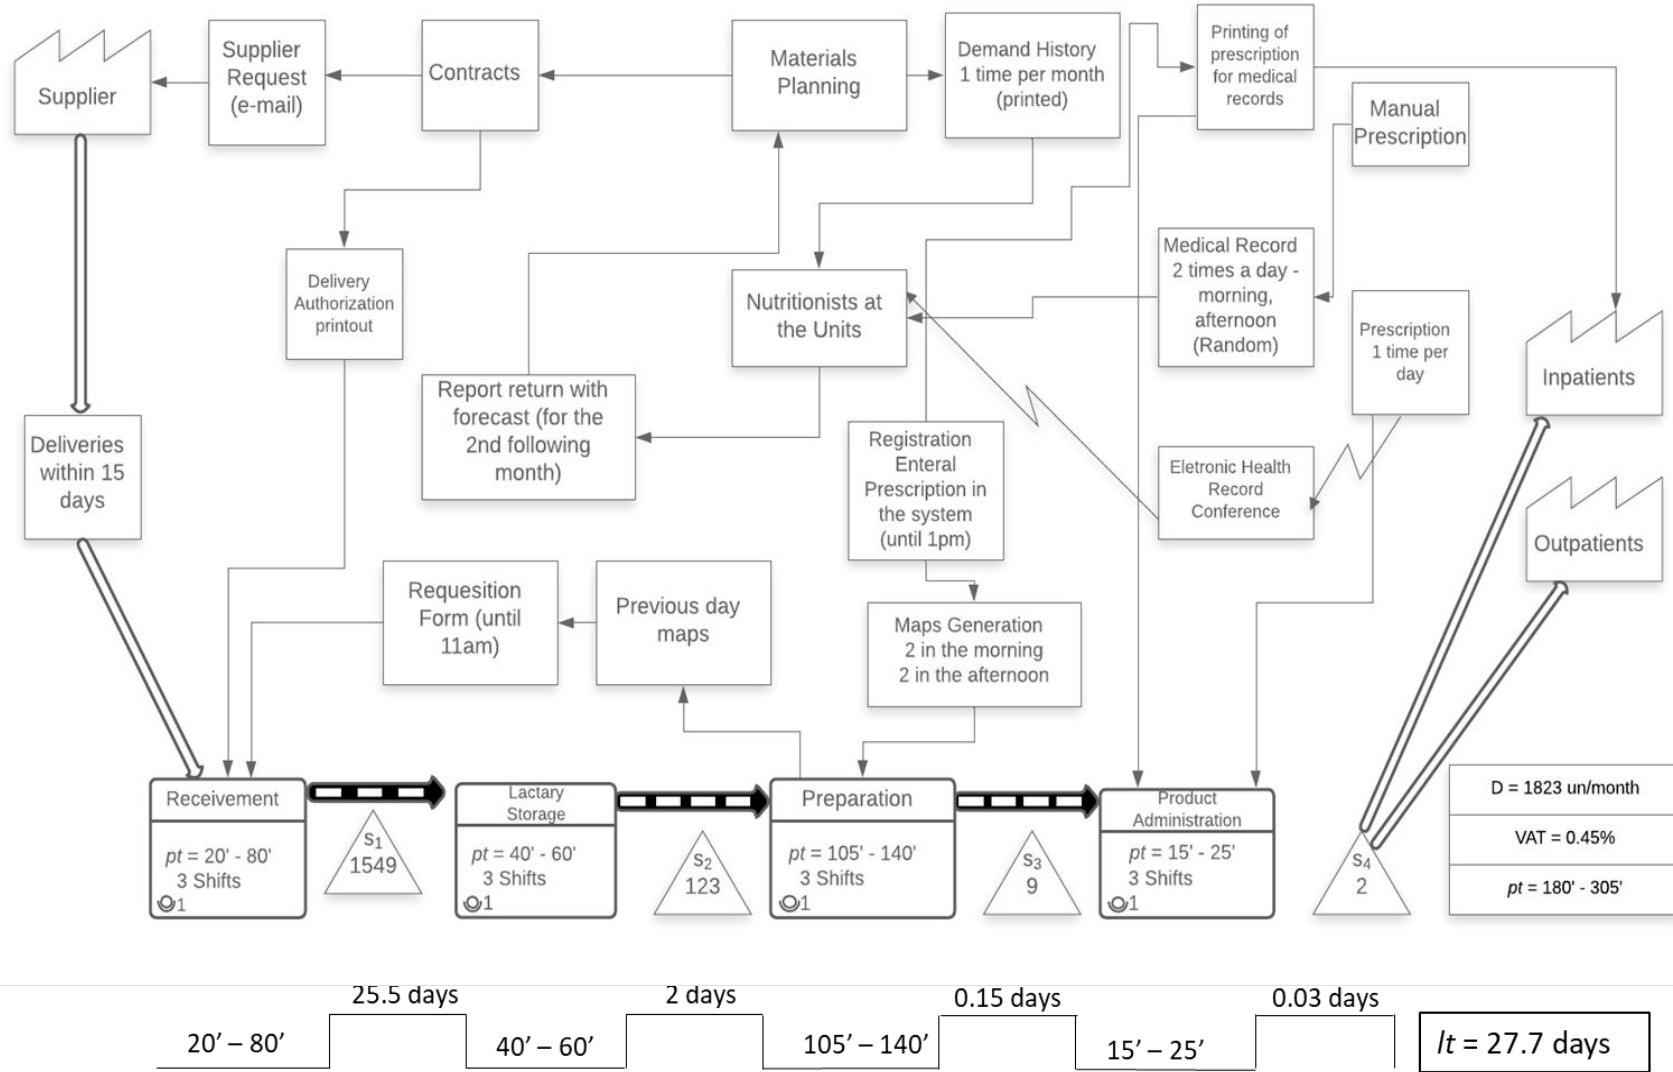 Supplier
Supplier
Request
(e-mail)
Contracts
Materials
Planning
Demand History
1 time per month
(printed)
Printing of
prescription
for medical
records
Manual
Prescription
Delivery
Authorization
printout
Nutritionists at
the Units
Medical Record
2 times a day -
morning,
afternoon
(Random)
Prescription
1 time per
day
Inpatients
Deliveries
within 15
days
Report return with
forecast (for the
2nd following
month)
Registration
Enteral
Prescription in
the system
(until 1pm)
Eletronic Health
Record
Conference
Outpatients
Requesition
Form (until
11am)
Previous day
maps
Maps Generation
2 in the morning
2 in the afternoon
Receivement
pt = 20' - 80'
3 Shifts
1
S1
1549
Lactary
Storage
pt = 40' - 60'
3 Shifts
1
S2
123
Preparation
pt = 105' - 140'
3 Shifts
1
S3
9
Product
Administration
pt = 15' - 25'
3 Shifts
1
S4
2
D = 1823 un/month
VAT = 0.45%
pt = 180' - 305'
20’ – 80’
25.5 days
40’ – 60’
2 days
105’ – 140’
0.15 days
15’ – 25’
0.03 days
lt = 27.7 days